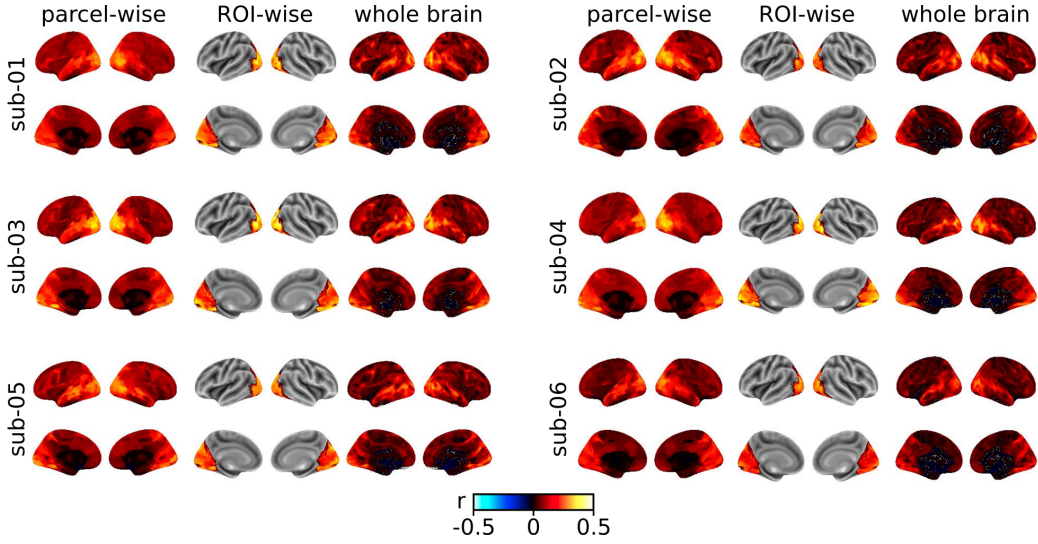 parcel-wise ROI-wise whole brain parcel-wise ROI-wise whole brain
sub-01 sub-02
sub-03 sub-04
sub-05 sub-06
r
-0.5 0 0.5